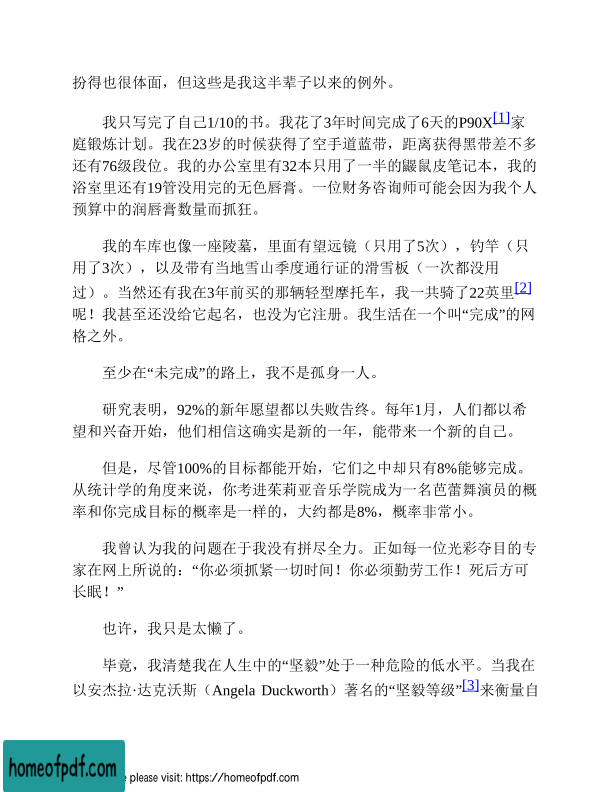 扮得也很体面，但这些是我这半辈子以来的例外。
我只写完了自己1/10的书。我花了3年时间完成了6天的P90X[1]家
庭锻炼计划。我在23岁的时候获得了空手道蓝带，距离获得黑带差不多
还有76级段位。我的办公室里有32本只用了一半的鼹鼠皮笔记本，我的
浴室里还有19管没用完的无色唇膏。一位财务咨询师可能会因为我个人
预算中的润唇膏数量而抓狂。
我的车库也像一座陵墓，里面有望远镜（只用了5次），钓竿（只
用了3次），以及带有当地雪山季度通行证的滑雪板（一次都没用
过）。当然还有我在3年前买的那辆轻型摩托车，我一共骑了22英里[2]
呢！我甚至还没给它起名，也没为它注册。我生活在一个叫“完成”的网
格之外。
至少在“未完成”的路上，我不是孤身一人。
研究表明，92%的新年愿望都以失败告终。每年1月，人们都以希
望和兴奋开始，他们相信这确实是新的一年，能带来一个新的自己。
但是，尽管100%的目标都能开始，它们之中却只有8%能够完成。
从统计学的角度来说，你考进茱莉亚音乐学院成为一名芭蕾舞演员的概
率和你完成目标的概率是一样的，大约都是8%，概率非常小。
我曾认为我的问题在于我没有拼尽全力。正如每一位光彩夺目的专
家在网上所说的：“你必须抓紧一切时间！你必须勤劳工作！死后方可
长眠！”
也许，我只是太懒了。
毕竟，我清楚我在人生中的“坚毅”处于一种危险的低水平。当我在
以安杰拉·达克沃斯（Angela Duckworth）著名的“坚毅等级”[3]来衡量自
homeofpdf.com
e please visit: https://homeofpdf.com